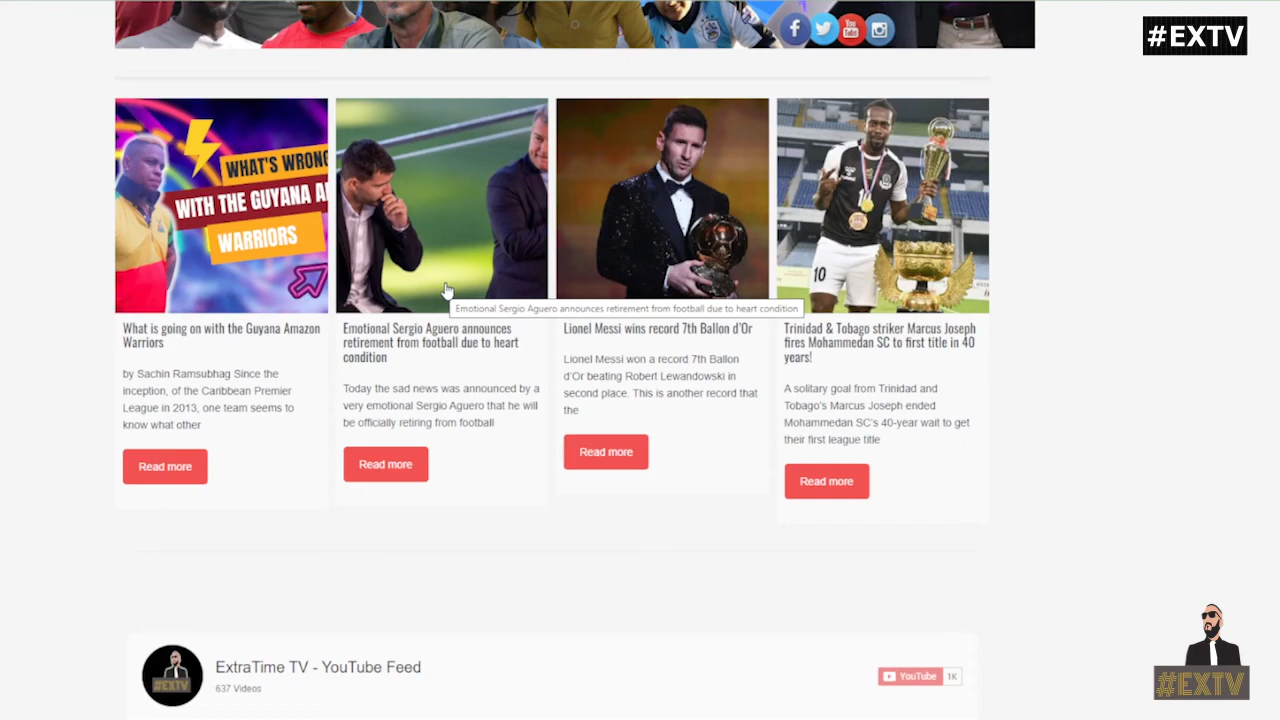 #EXTV
You
Tube
WHAT'S WRONG
WITH THE GUYANA
WARRIORS
10
Emotional Sergio Aguero announces retirement from football due to heart condition
What is going on with the Guyana Amazon
Warriors
by Sachin Ramsubhag Since the
inception, of the Caribbean Premier
League in 2013, one team seems to
know what other
Read more
Emotional Sergio Aguero announces
retirement from football due to heart
condition
Today the sad news was announced by a
very emotional Sergio Aguero that he will
be officially retiring from football
Read more
Lionel Messi wins record 7th Ballon d'Or
Lionel Messi won a record 7th Ballon
d'Or beating Robert Lewandowski in
second place. This is another record that
the
Read more
Trinidad & Tobago striker Marcus Joseph
fires Mohammedan SC to first title in 40
years!
A solitary goal from Trinidad and
Tobago's Marcus Joseph ended
Mohammedan SC's 40-year wait to get
their first league title
Read more
#EXTV
ExtraTime TV - YouTube Feed
637 Videos
YouTube 1K
#EXTV